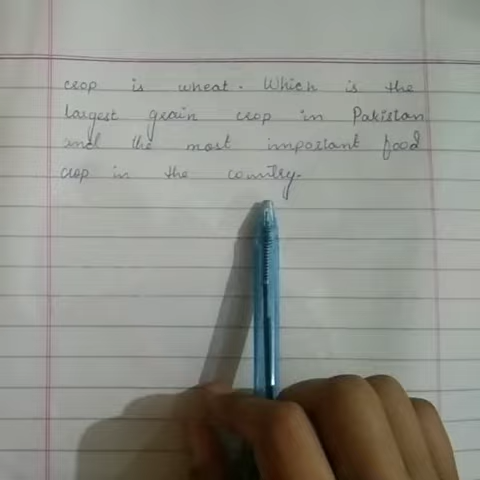 crop is wheat. Which is the
largest grain crop in Pakistan
and the most important food
crop in the country.